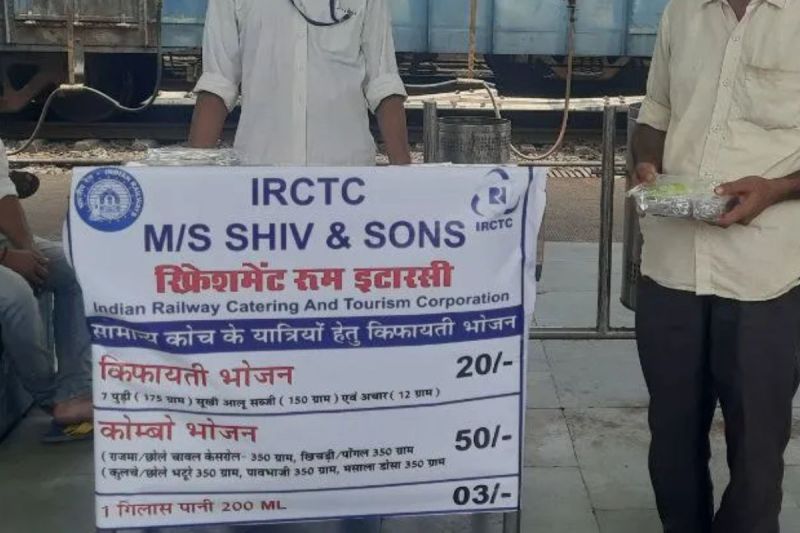 INDIAN RAILWAYS
IRCTC
IRCTC
M/S SHIV & SONS
रिफ्रेशमेंट रूम इटारसी
Indian Railway Catering And Tourism Corporation
सामान्य कोच के यात्रियों हेतु किफायती भोजन
किफायती भोजन 20/-
7 पुड़ी ( 175 ग्राम ) सूखी आलू सब्जी ( 150 ग्राम ) एवं अचार ( 12 ग्राम )
कोम्बो भोजन 50/-
( राजमा/छोले चावल केसरोल- 350 ग्राम, खिचड़ी/पोंगल 350 ग्राम
( कुलचे/छोले भटूरे 350 ग्राम, पावभाजी 350 ग्राम, मसाला डोसा 350 ग्राम
1 गिलास पानी 200 ML 03/-